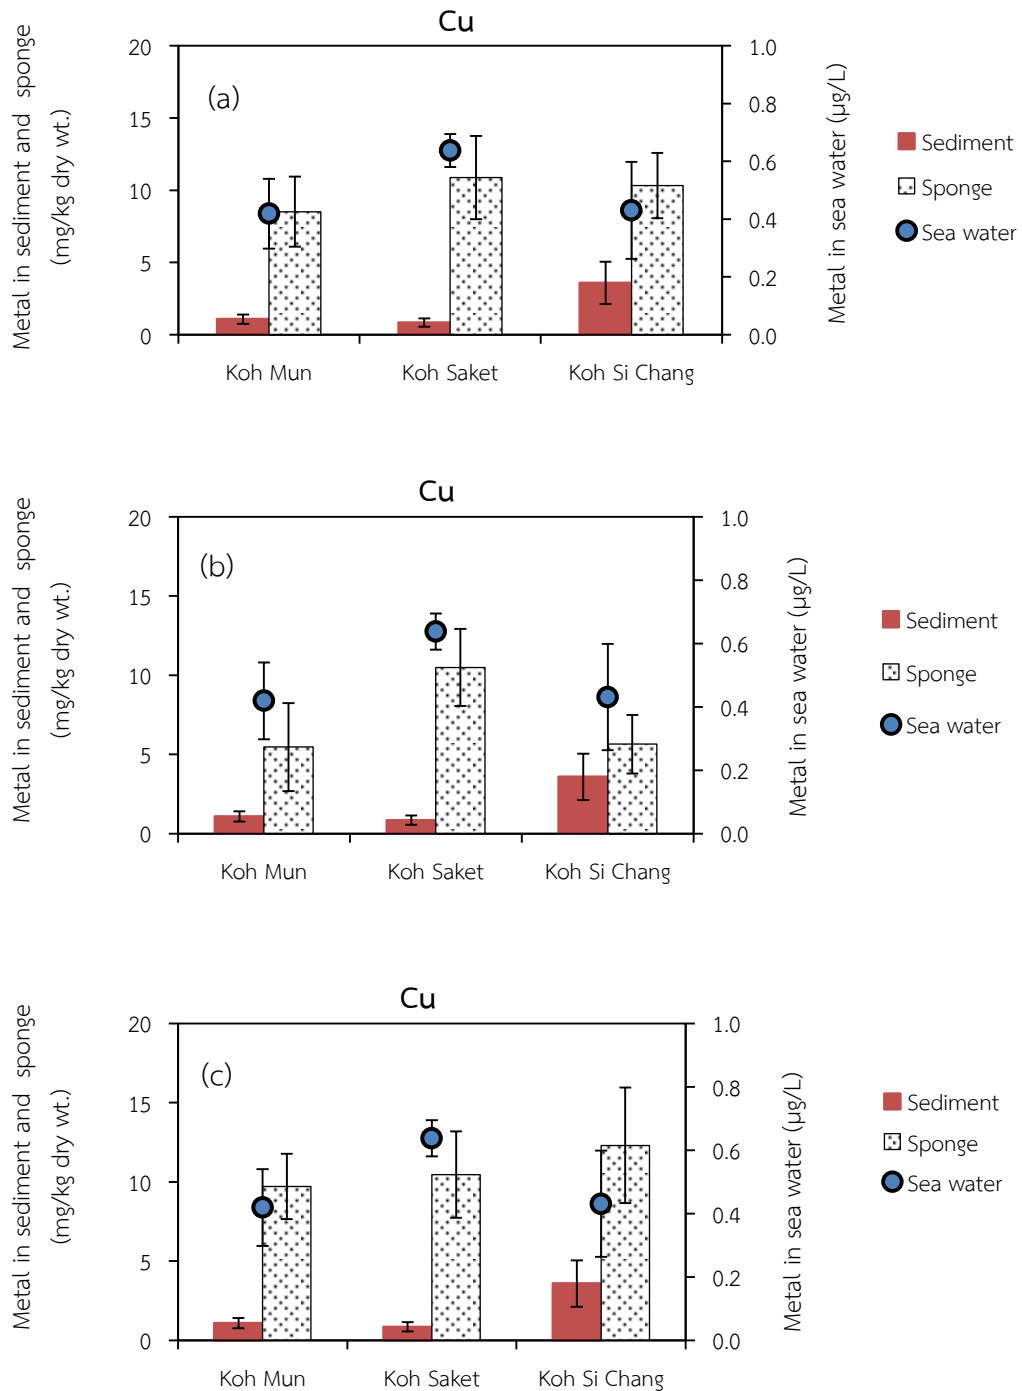 Cu
Metal in sediment and sponge
(mg/kg dry wt.)
20
15
10
5
0
(a)
1.0
0.8
0.6
0.4
0.2
0.0
Metal in sea water (µg/L)
Sediment
Sponge
Sea water
Koh Mun
Koh Saket
Koh Si Chang
Cu
Metal in sediment and sponge
(mg/kg dry wt.)
20
15
10
5
0
(b)
1.0
0.8
0.6
0.4
0.2
0.0
Metal in sea water (µg/L)
Sediment
Sponge
Sea water
Koh Mun
Koh Saket
Koh Si Chang
Cu
Metal in sediment and sponge
(mg/kg dry wt.)
20
15
10
5
0
(c)
1.0
0.8
0.6
0.4
0.2
0.0
Metal in sea water (µg/L)
Sediment
Sponge
Sea water
Koh Mun
Koh Saket
Koh Si Chang